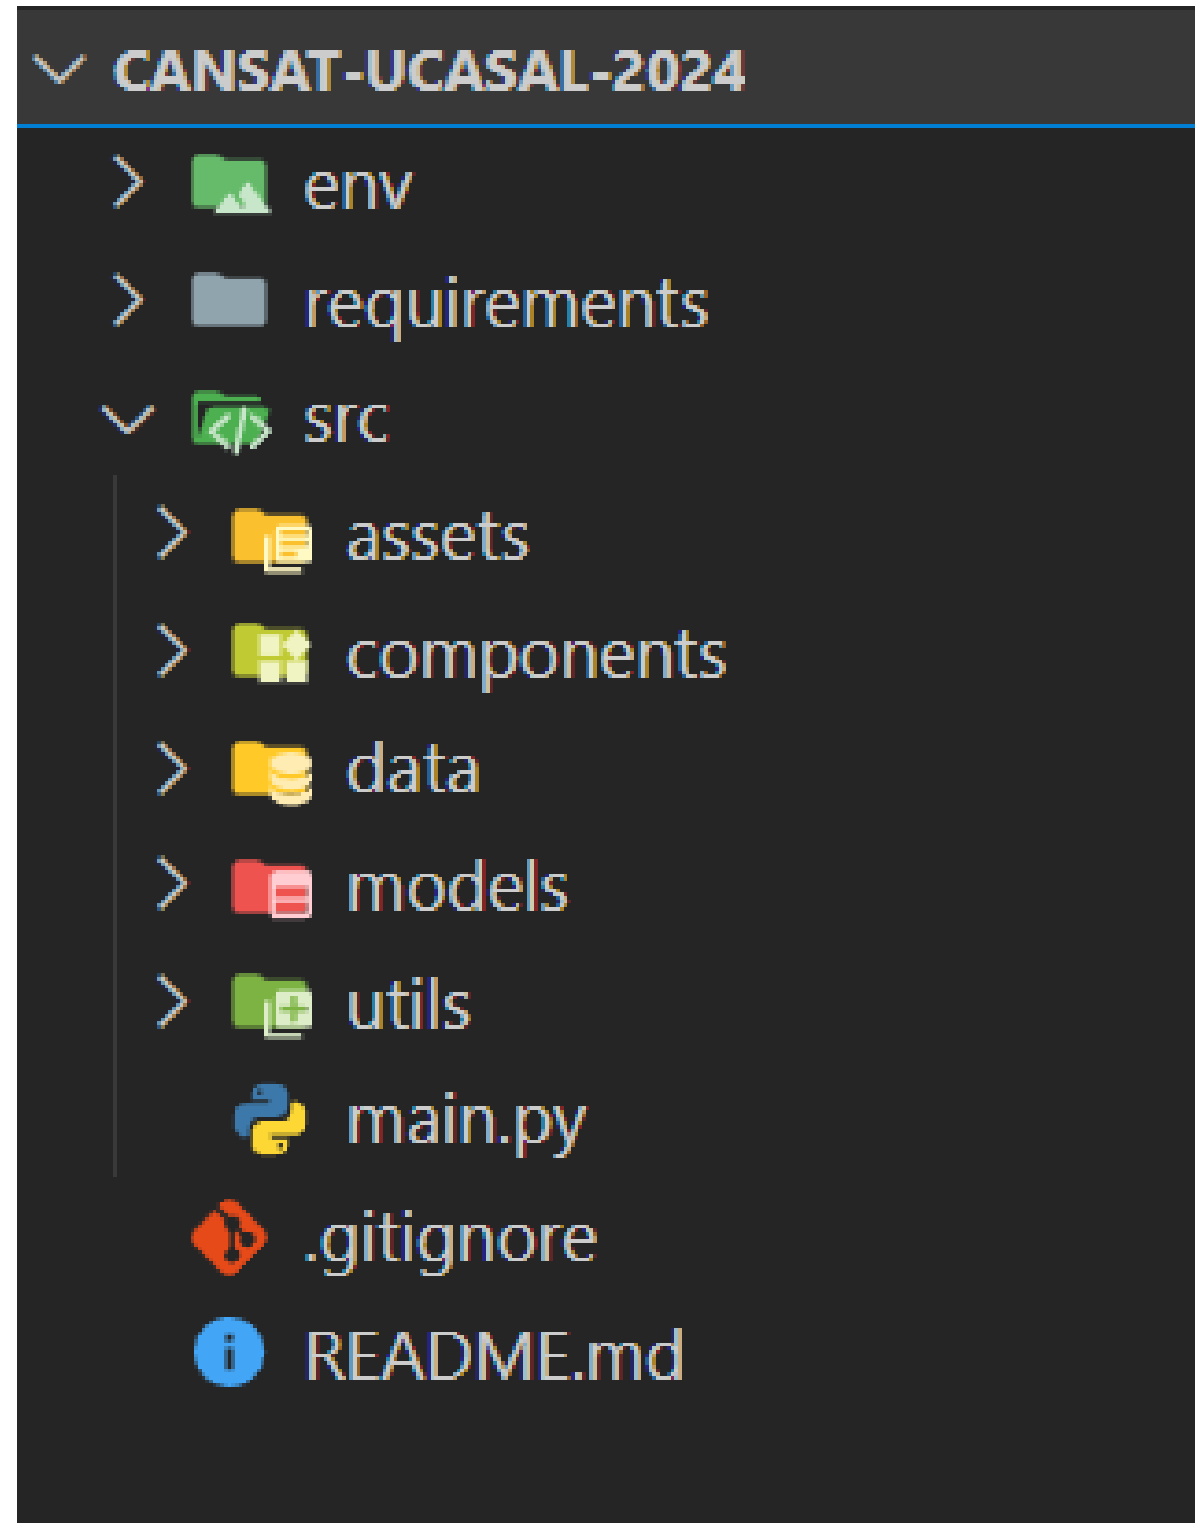 CANSAT-UCASAL-2024
env
requirements
src
assets
components
data
models
utils
main.py
.gitignore
README.md